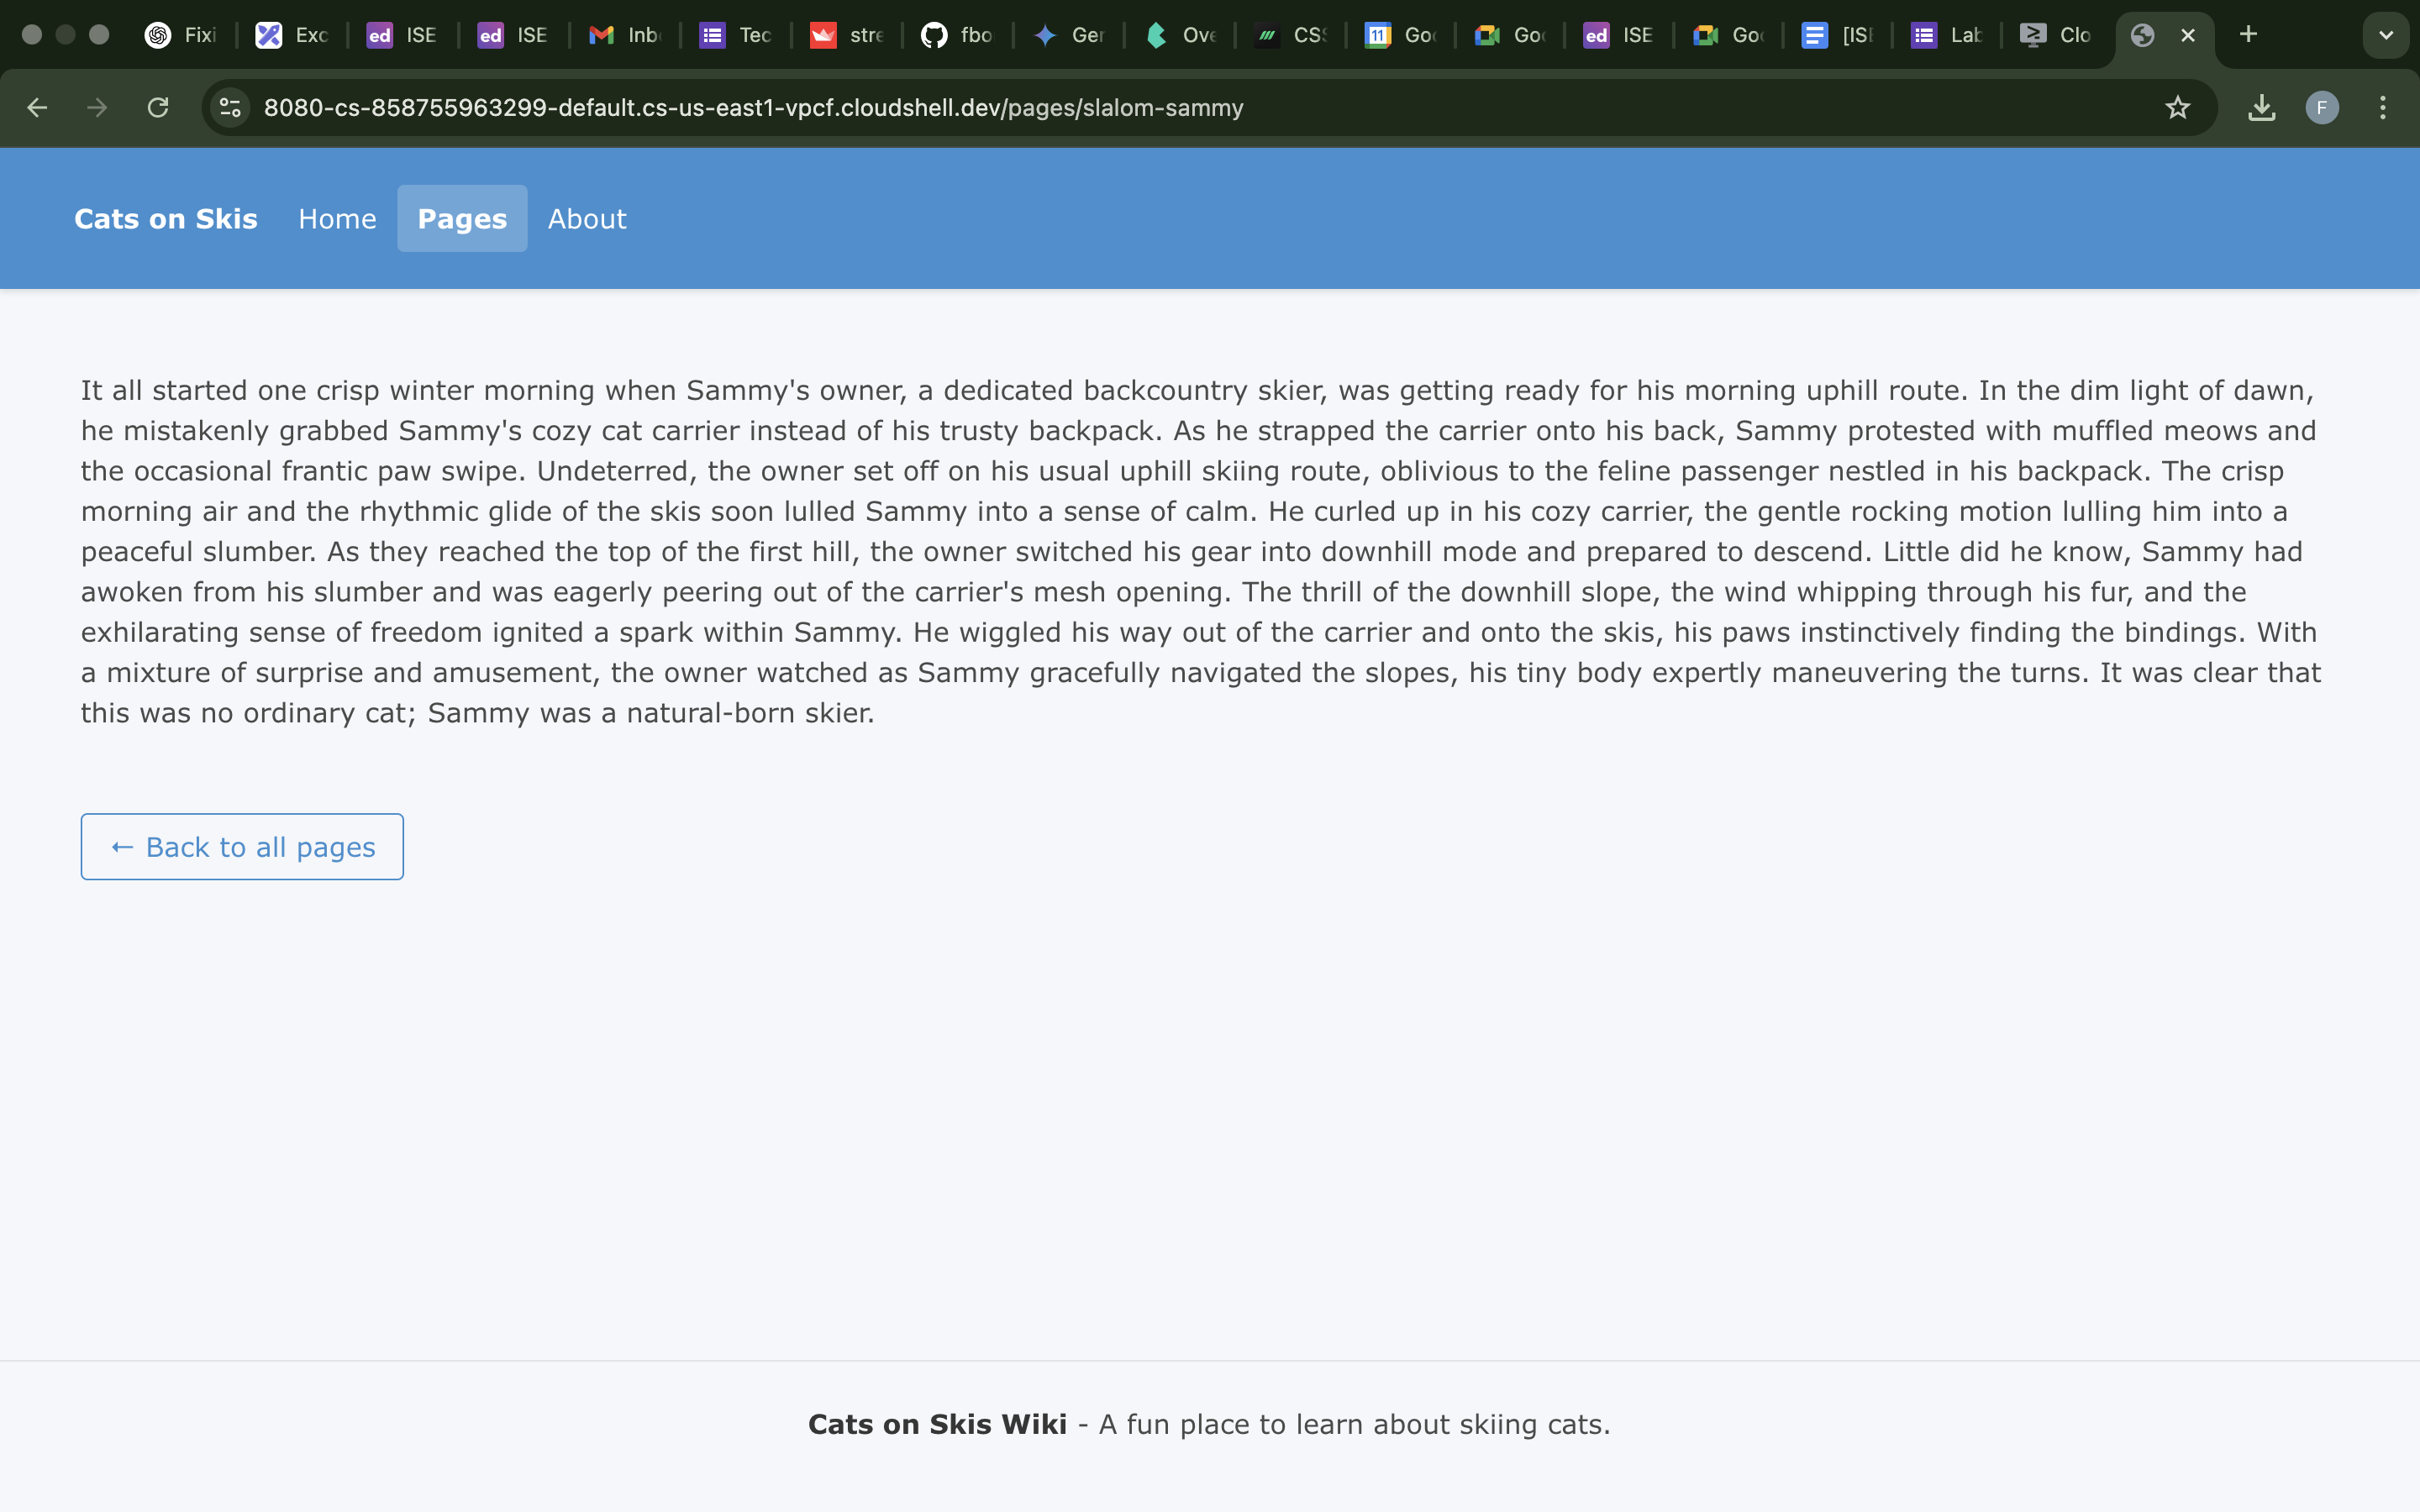 Fixi
Exc
ISE
ISE
Inb
Tec
stre
fbo
Ger
Ove
CSS
Goo
Goo
ISE
Goo
[ISE
Lab
Clo
8080-cs-858755963299-default.cs-us-east1-vpcf.cloudshell.dev/pages/slalom-sammy
F
Cats on Skis Home Pages About
It all started one crisp winter morning when Sammy's owner, a dedicated backcountry skier, was getting ready for his morning uphill route. In the dim light of dawn,
he mistakenly grabbed Sammy's cozy cat carrier instead of his trusty backpack. As he strapped the carrier onto his back, Sammy protested with muffled meows and
the occasional frantic paw swipe. Undeterred, the owner set off on his usual uphill skiing route, oblivious to the feline passenger nestled in his backpack. The crisp
morning air and the rhythmic glide of the skis soon lulled Sammy into a sense of calm. He curled up in his cozy carrier, the gentle rocking motion lulling him into a
peaceful slumber. As they reached the top of the first hill, the owner switched his gear into downhill mode and prepared to descend. Little did he know, Sammy had
awoken from his slumber and was eagerly peering out of the carrier's mesh opening. The thrill of the downhill slope, the wind whipping through his fur, and the
exhilarating sense of freedom ignited a spark within Sammy. He wiggled his way out of the carrier and onto the skis, his paws instinctively finding the bindings. With
a mixture of surprise and amusement, the owner watched as Sammy gracefully navigated the slopes, his tiny body expertly maneuvering the turns. It was clear that
this was no ordinary cat; Sammy was a natural-born skier.
← Back to all pages
Cats on Skis Wiki - A fun place to learn about skiing cats.